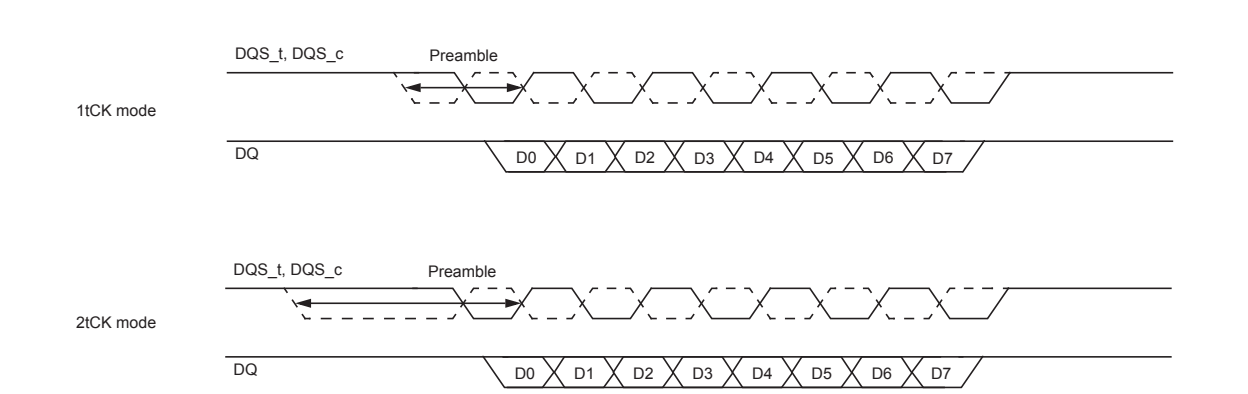 DQS_t, DQS_c Preamble
1tCK mode
DQ D0 D1 D2 D3 D4 D5 D6 D7
DQS_t, DQS_c Preamble
2tCK mode
DQ D0 D1 D2 D3 D4 D5 D6 D7